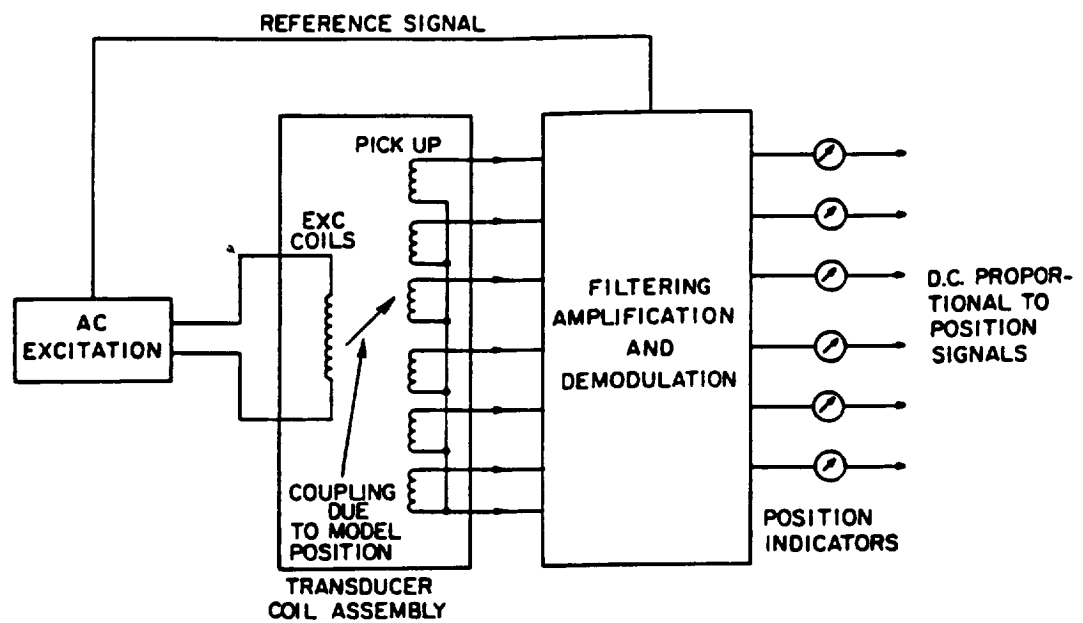 REFERENCE SIGNAL
PICK UP
EXC
COILS
AC
EXCITATION
COUPLING
DUE
TO MODEL
POSITION
TRANSDUCER
COIL ASSEMBLY
FILTERING
AMPLIFICATION
AND
DEMODULATION
D.C. PROPOR-
TIONAL TO
POSITION
SIGNALS
POSITION
INDICATORS